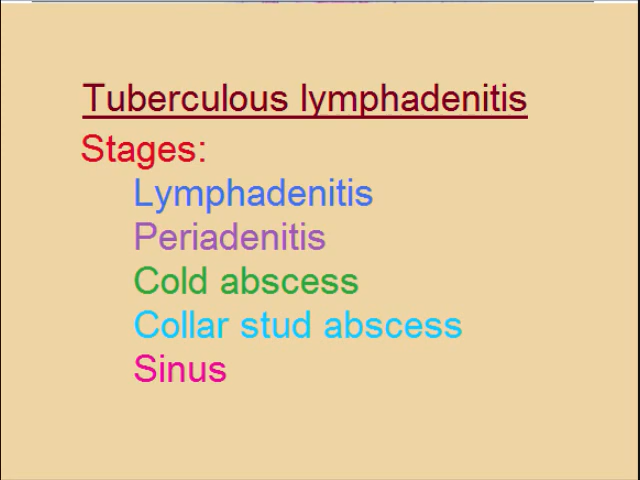 Tuberculous lymphadenitis
Stages:
Lymphadenitis
Periadenitis
Cold abscess
Collar stud abscess
Sinus